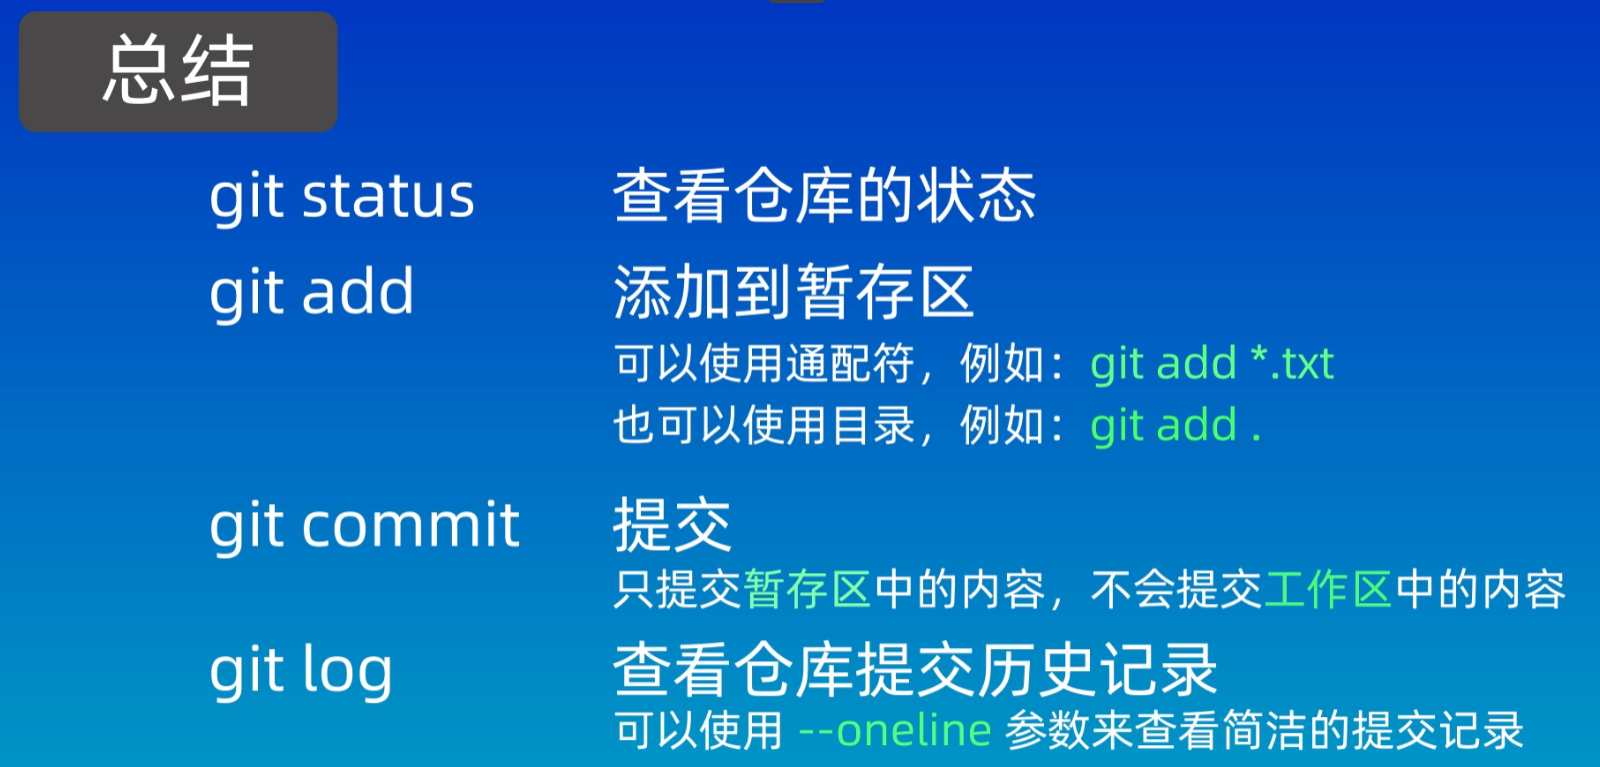 总结
git status 查看仓库的状态
git add 添加到暂存区
可以使用通配符，例如：git add *.txt
也可以使用目录，例如：git add .
git commit 提交
只提交暂存区中的内容，不会提交工作区中的内容
git log 查看仓库提交历史记录
可以使用 --oneline 参数来查看简洁的提交记录